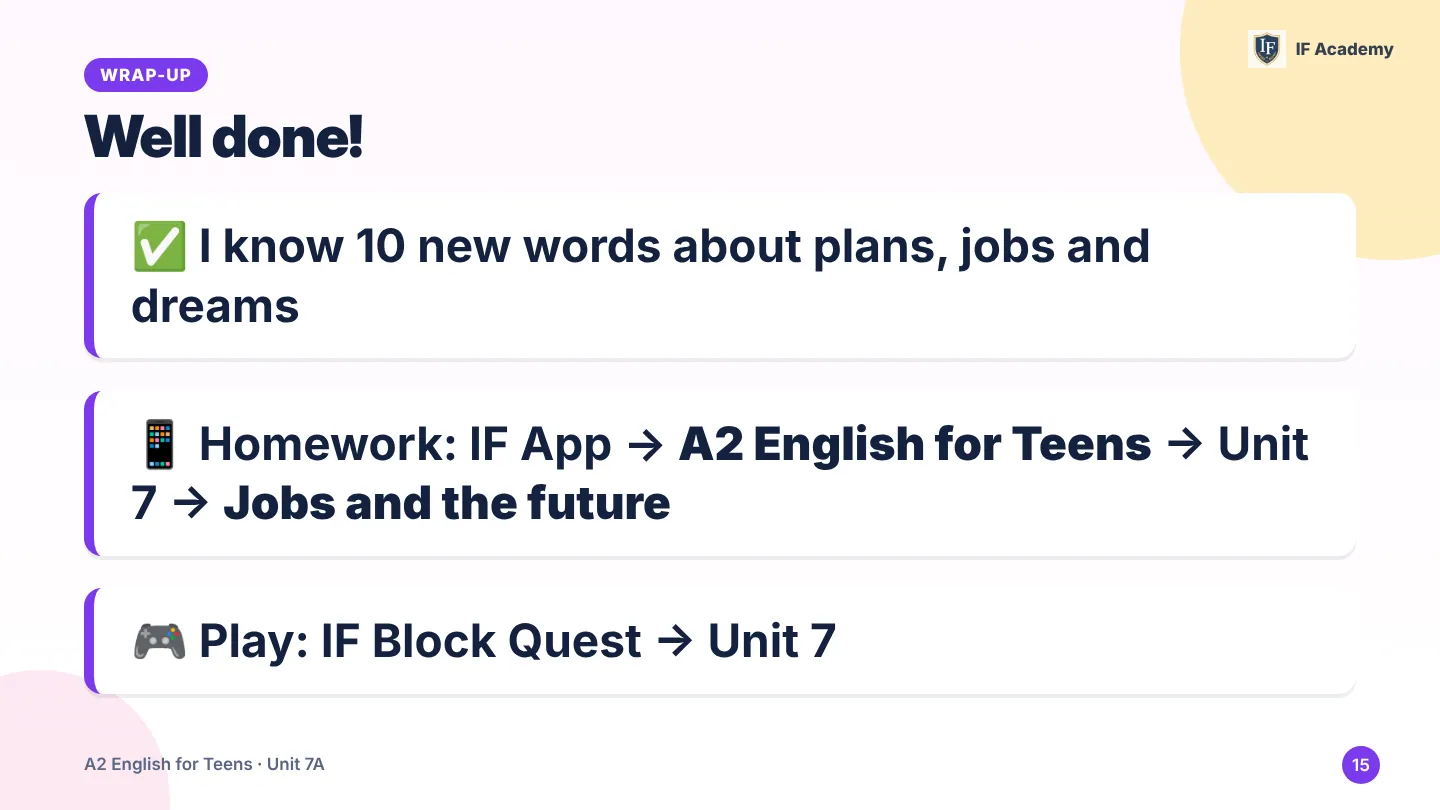 IF IF Academy
WRAP-UP
Well done!
✅ I know 10 new words about plans, jobs and
dreams
📱 Homework: IF App → A2 English for Teens → Unit
7 → Jobs and the future
🎮 Play: IF Block Quest → Unit 7
A2 English for Teens · Unit 7A
15